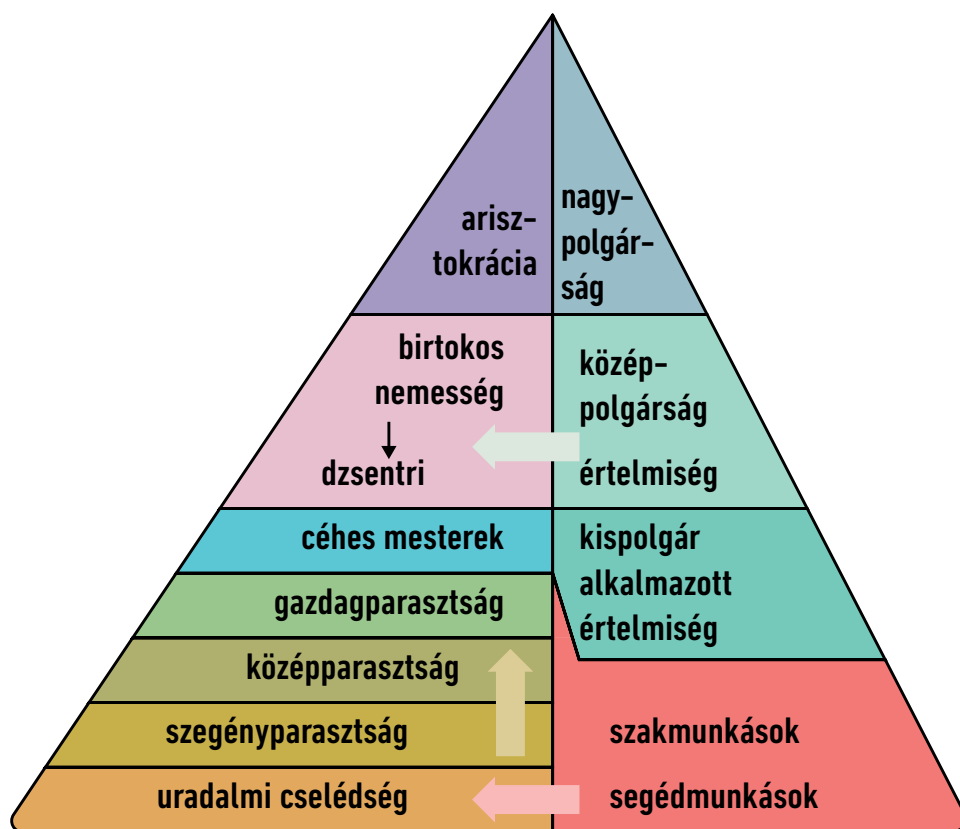 arisz-
tokrácia
nagy-
polgár-
ság
birtokos
nemesség
dzsentri
közép-
polgárság
értelmiség
céhes mesterek
kispolgár
alkalmazott
értelmiség
gazdagparasztság
középparasztság
szegényparasztság
uradalmi cselédség
szakmunkások
segédmunkások